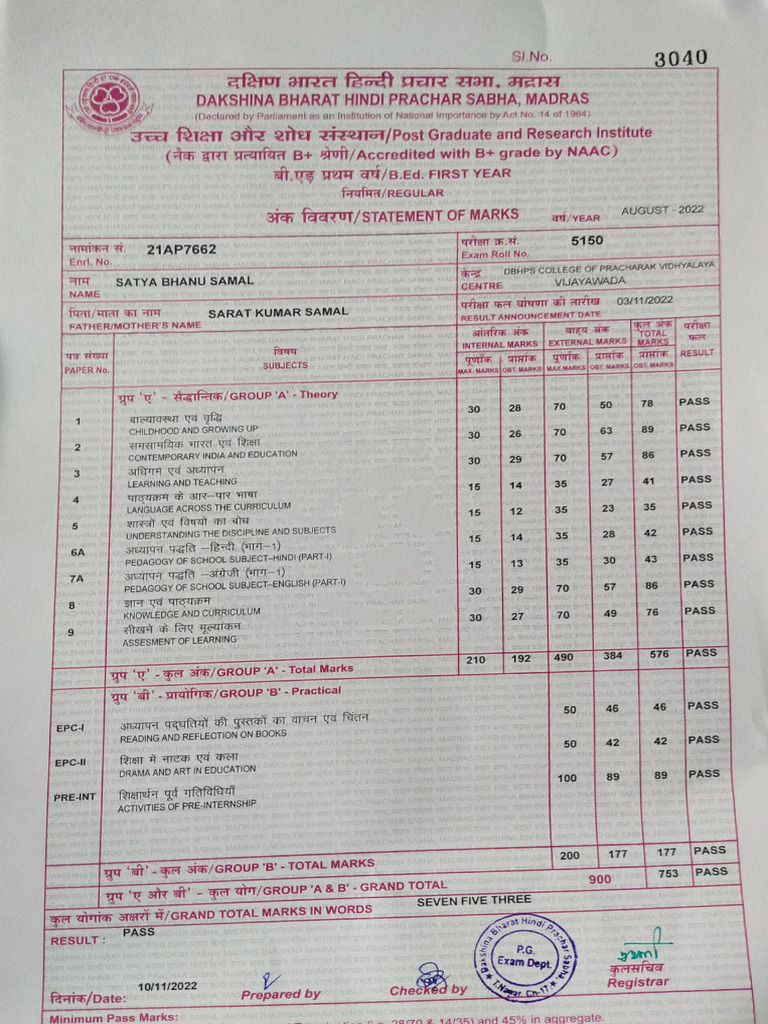 Sl.No. 3040
दक्षिण भारत हिन्दी प्रचार सभा, मद्रास
DAKSHINA BHARAT HINDI PRACHAR SABHA, MADRAS
(Declared by Parliament as an Institution of National Importance by Act No. 14 of 1964)
उच्च शिक्षा और शोध संस्थान/Post Graduate and Research Institute
(नैक द्वारा प्रत्यायित B+ श्रेणी/Accredited with B+ grade by NAAC)
बी.एड़ प्रथम वर्ष/B.Ed. FIRST YEAR
नियमित/REGULAR
अंक विवरण/STATEMENT OF MARKS वर्ष/YEAR AUGUST - 2022
नामांकन सं. 21AP7662 परीक्षा क्र.सं. 5150
Enrl. No. Exam Roll No.
नाम SATYA BHANU SAMAL केन्द्र DBHPS COLLEGE OF PRACHARAK VIDHYALAYA
NAME CENTRE VIJAYAWADA
पिता/माता का नाम SARAT KUMAR SAMAL परीक्षा फल घोषणा की तारीख 03/11/2022
FATHER/MOTHER'S NAME RESULT ANNOUNCEMENT DATE
पत्र संख्या विषय आंतरिक अंक बाहय अंक कुल अंक परीक्षा फल
PAPER No. SUBJECTS INTERNAL MARKS EXTERNAL MARKS TOTAL MARKS RESULT
पूर्णांक प्राप्तांक पूर्णांक प्राप्तांक प्राप्तांक
MAX. MARKS OBT. MARKS MAX. MARKS OBT. MARKS OBT. MARKS
ग्रुप 'ए' - सैद्धान्तिक/GROUP 'A' - Theory
1 बाल्यावस्था एवं वृद्धि 30 28 70 50 78 PASS
CHILDHOOD AND GROWING UP
2 समसामयिक भारत एवं शिक्षा 30 26 70 63 89 PASS
CONTEMPORARY INDIA AND EDUCATION
3 अधिगम एवं अध्यापन 30 29 70 57 86 PASS
LEARNING AND TEACHING
4 पाठ्यक्रम के आर-पार भाषा 15 14 35 27 41 PASS
LANGUAGE ACROSS THE CURRICULUM
5 शास्त्रों एवं विषयों का बोध 15 12 35 23 35 PASS
UNDERSTANDING THE DISCIPLINE AND SUBJECTS
6A अध्यापन पद्धति –हिन्दी (भाग-1) 15 14 35 28 42 PASS
PEDAGOGY OF SCHOOL SUBJECT–HINDI (PART-I)
7A अध्यापन पद्धति –अंग्रेजी (भाग-1) 15 13 35 30 43 PASS
PEDAGOGY OF SCHOOL SUBJECT–ENGLISH (PART-I)
8 ज्ञान एवं पाठ्यक्रम 30 29 70 57 86 PASS
KNOWLEDGE AND CURRICULUM
9 सीखने के लिए मूल्यांकन 30 27 70 49 76 PASS
ASSESMENT OF LEARNING
ग्रुप 'ए' - कुल अंक/GROUP 'A' - Total Marks 210 192 490 384 576 PASS
ग्रुप 'बी' - प्रायोगिक/GROUP 'B' - Practical
EPC-I अध्यापन पद्धतियों की पुस्तकों का वाचन एवं चिंतन 50 46 46 PASS
READING AND REFLECTION ON BOOKS
EPC-II शिक्षा में नाटक एवं कला 50 42 42 PASS
DRAMA AND ART IN EDUCATION
PRE-INT शिक्षार्थन पूर्व गतिविधियाँ 100 89 89 PASS
ACTIVITIES OF PRE-INTERNSHIP
ग्रुप 'बी' - कुल अंक/GROUP 'B' - TOTAL MARKS 200 177 177 PASS
ग्रुप 'ए और बी' - कुल योग/GROUP 'A & B' - GRAND TOTAL 900 753 PASS
कुल योगांक अक्षरों में/GRAND TOTAL MARKS IN WORDS SEVEN FIVE THREE
RESULT : PASS
Dakshina Bharat Hindi Prachar Sabha,
P.G.
Exam Dept.
T.Nagar, Ch-17.
कुलसचिव
Registrar
दिनांक/Date: 10/11/2022 Prepared by Checked by
Minimum Pass Marks:
(i.e. 28/70 & 14/35) and 45% in aggregate.